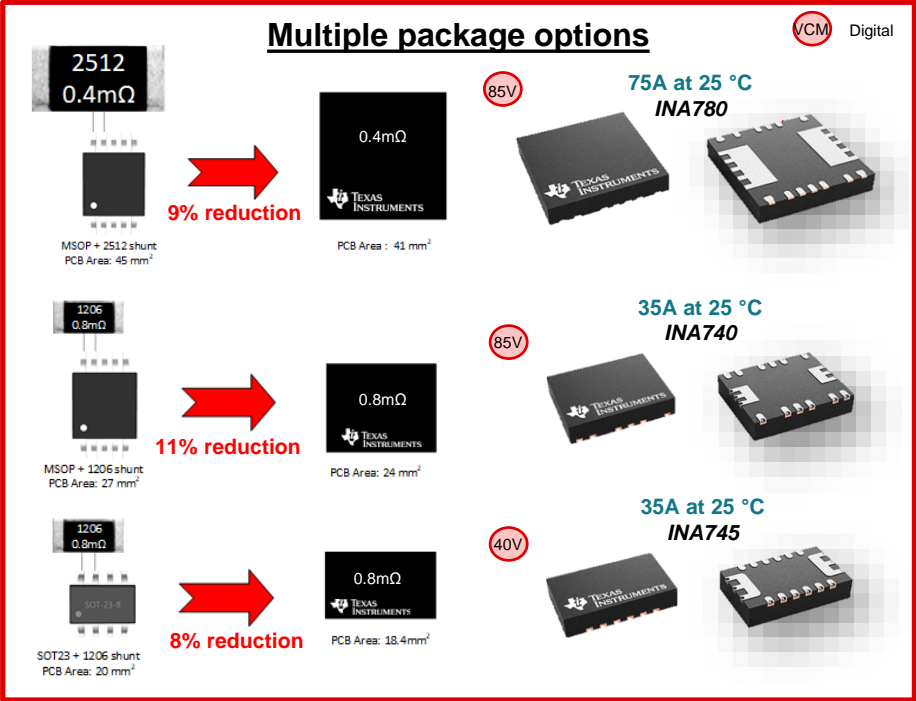 Multiple package options
VCM
Digital
2512
0.4mΩ
9% reduction
MSOP + 2512 shunt
PCB Area: 45 mm²
0.4mΩ
TEXAS
INSTRUMENTS
PCB Area : 41 mm²
85V
75A at 25 °C
INA780
TEXAS
INSTRUMENTS
1206
0.8mΩ
11% reduction
MSOP + 1206 shunt
PCB Area: 27 mm²
0.8mΩ
TEXAS
INSTRUMENTS
PCB Area: 24 mm²
85V
35A at 25 °C
INA740
TEXAS
INSTRUMENTS
1206
0.8mΩ
SOT-23-8
8% reduction
SOT23 + 1206 shunt
PCB Area: 20 mm²
0.8mΩ
TEXAS
INSTRUMENTS
PCB Area: 18.4mm²
40V
35A at 25 °C
INA745
TEXAS
INSTRUMENTS